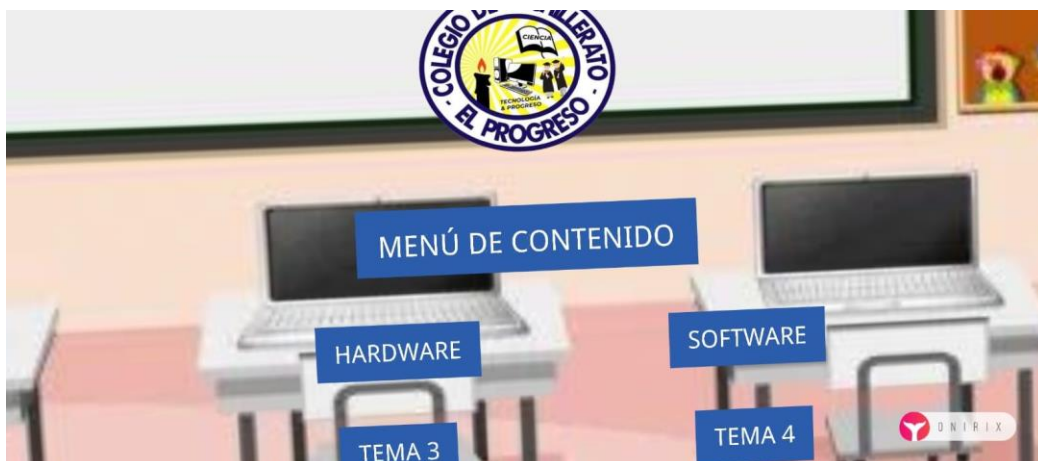 COLEGIO DE BACHILLERATO
CIENCIA
TECNOLOGÍA
& PROGRESO
- EL PROGRESO -
MENÚ DE CONTENIDO
HARDWARE
SOFTWARE
TEMA 3
TEMA 4
ONIRIX